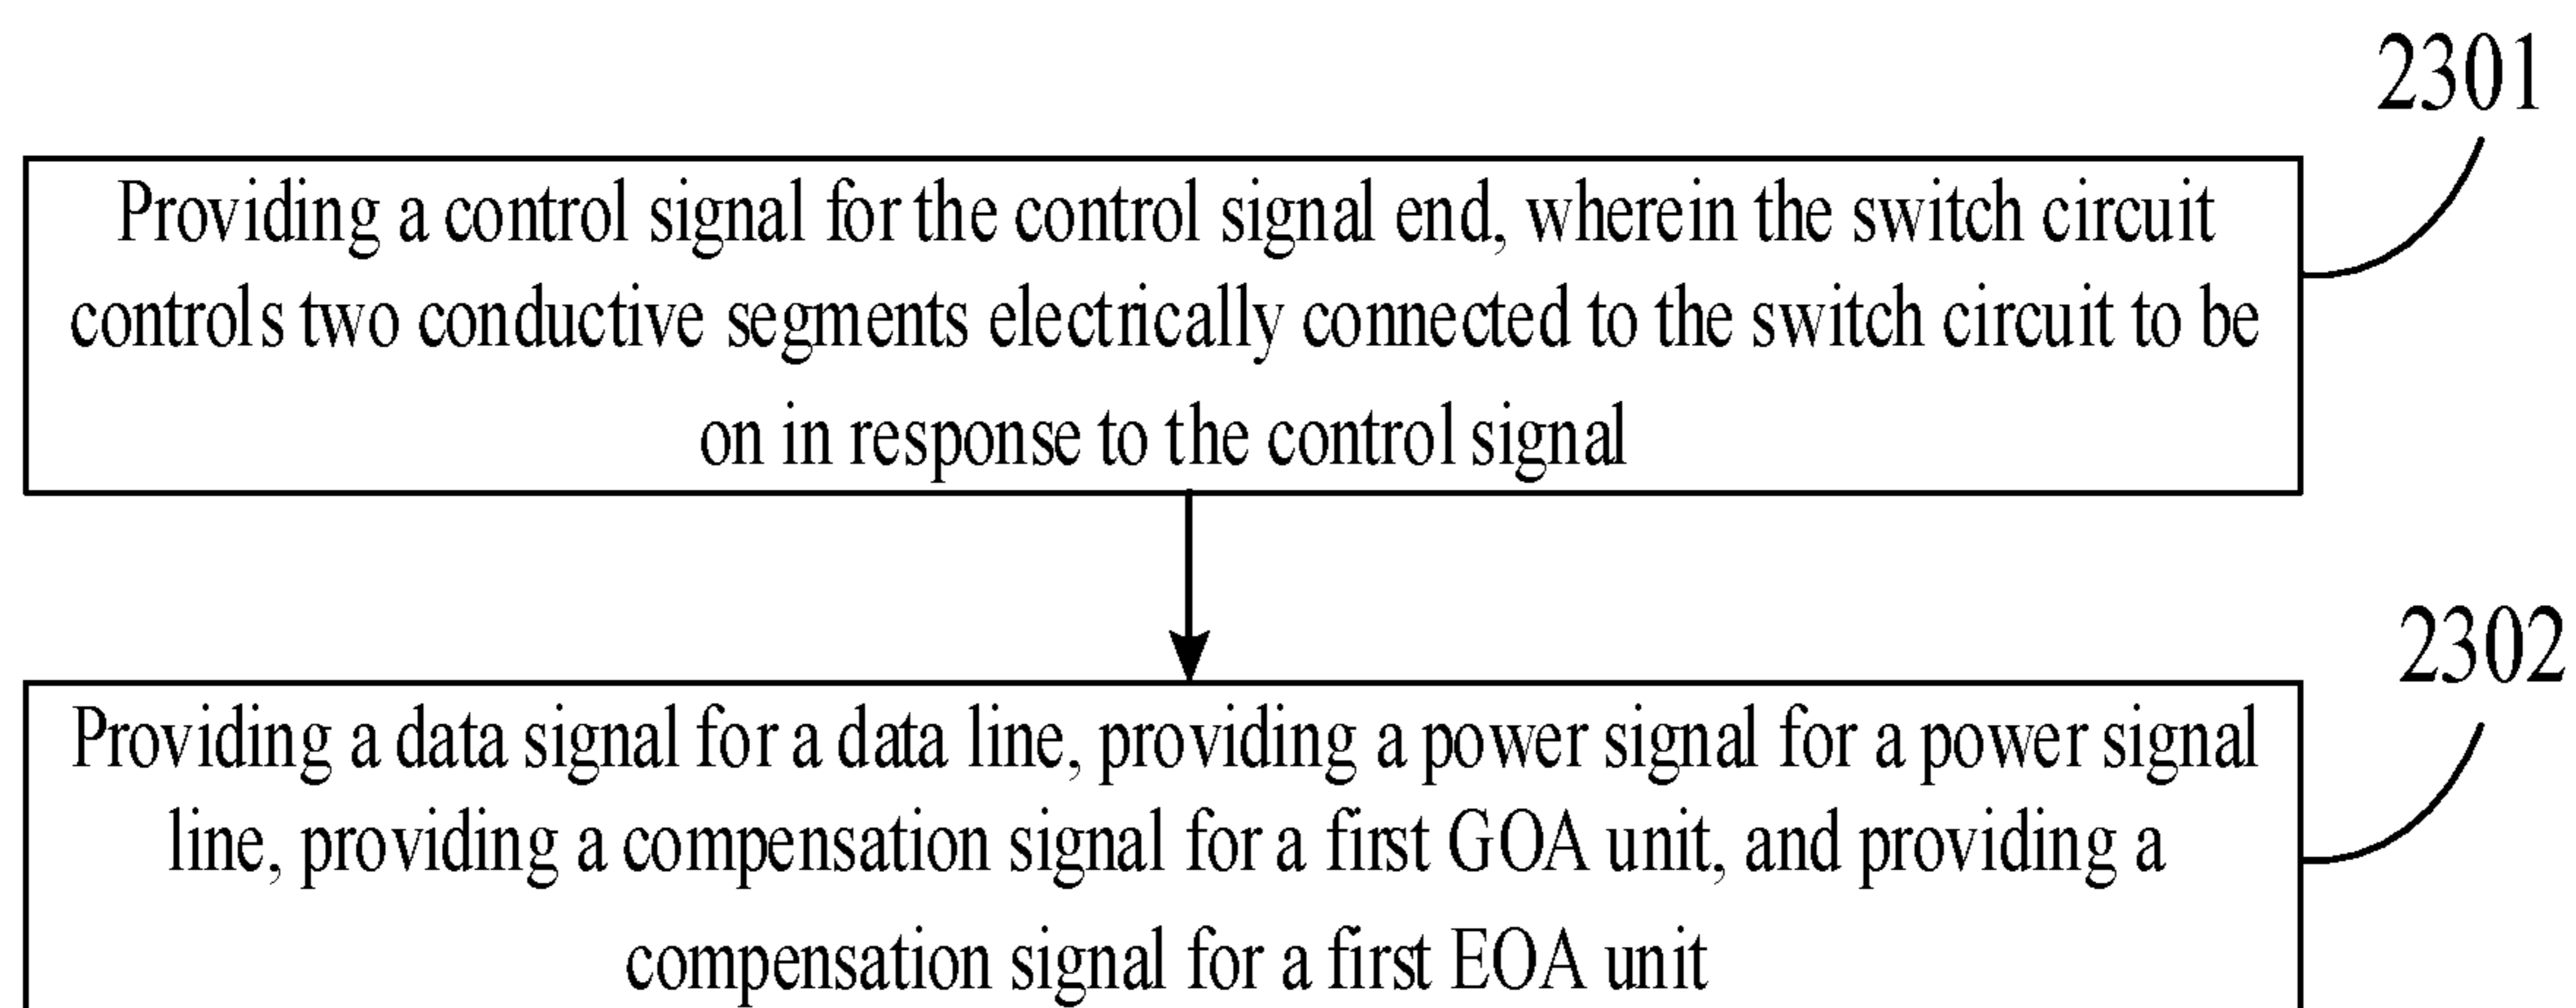 2301
Providing a control signal for the control signal end, wherein the switch circuit
controls two conductive segments electrically connected to the switch circuit to be
on in response to the control signal
2302
Providing a data signal for a data line, providing a power signal for a power signal
line, providing a compensation signal for a first GOA unit, and providing a
compensation signal for a first EOA unit